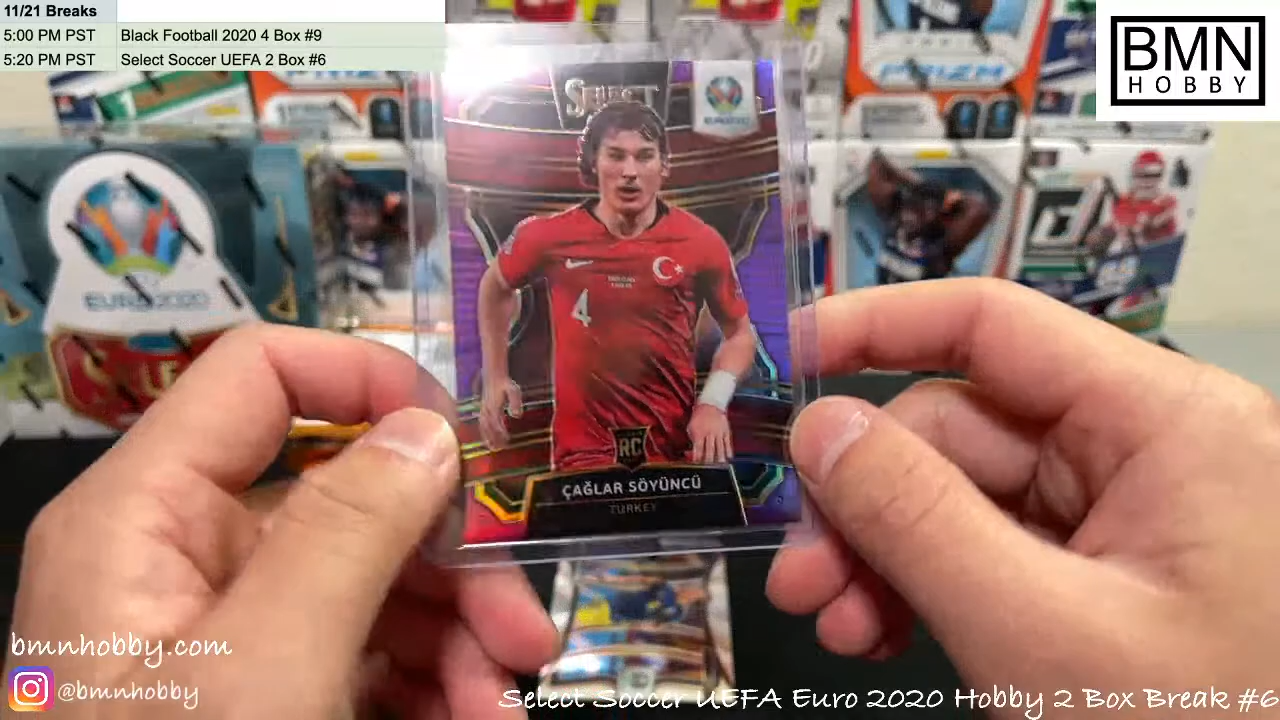 11/21 Breaks
5:00 PM PST Black Football 2020 4 Box #9
5:20 PM PST Select Soccer UEFA 2 Box #6
BMN
HOBBY
SELECT
EURO2020
PRIZM
EURO2020
4
RC
ÇAĞLAR SÖYÜNCÜ
TURKEY
bmnhobby.com
@bmnhobby
Select Soccer UEFA Euro 2020 Hobby 2 Box Break #6